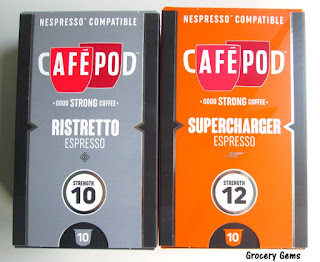 NESPRESSO* COMPATIBLE
CAFÉPOD
GOOD STRONG COFFEE
RISTRETTO
ESPRESSO
STRENGTH
10
10
NESPRESSO* COMPATIBLE
CAFÉPOD
GOOD STRONG COFFEE
SUPERCHARGER
ESPRESSO
STRENGTH
12
10
Grocery Gems